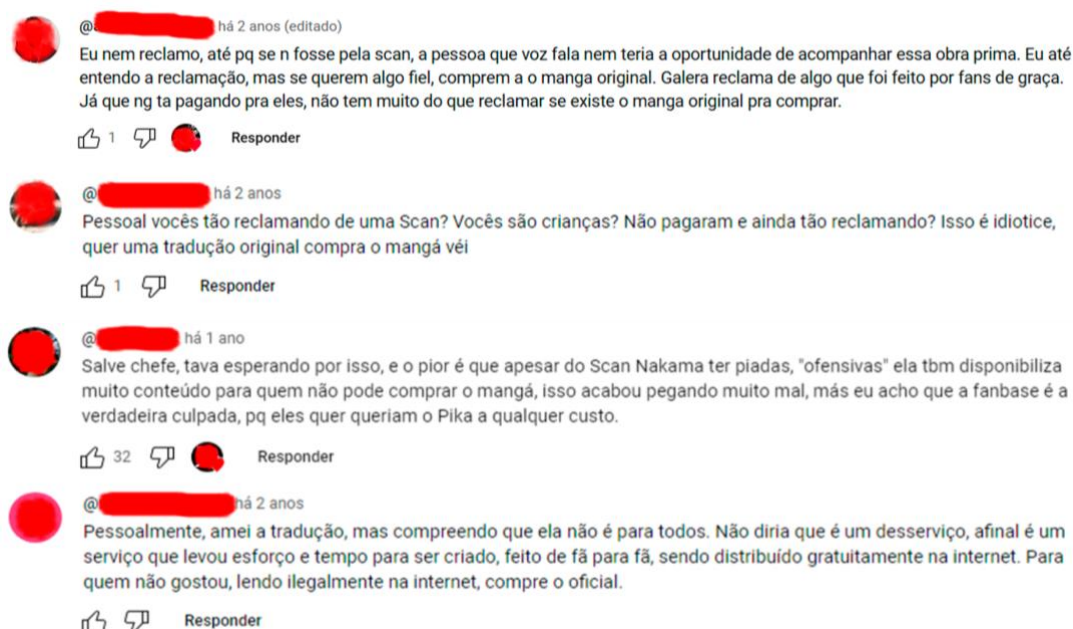 @ há 2 anos (editado)
Eu nem reclamo, até pq se n fosse pela scan, a pessoa que voz fala nem teria a oportunidade de acompanhar essa obra prima. Eu até
entendo a reclamação, mas se querem algo fiel, comprem a o manga original. Galera reclama de algo que foi feito por fans de graça.
Já que ng ta pagando pra eles, não tem muito do que reclamar se existe o manga original pra comprar.
1 Responder
@ há 2 anos
Pessoal vocês tão reclamando de uma Scan? Vocês são crianças? Não pagaram e ainda tão reclamando? Isso é idiotice,
quer uma tradução original compra o mangá véi
1 Responder
@ há 1 ano
Salve chefe, tava esperando por isso, e o pior é que apesar do Scan Nakama ter piadas, "ofensivas" ela tbm disponibiliza
muito conteúdo para quem não pode comprar o mangá, isso acabou pegando muito mal, más eu acho que a fanbase é a
verdadeira culpada, pq eles quer queriam o Pika a qualquer custo.
32 Responder
@ há 2 anos
Pessoalmente, amei a tradução, mas compreendo que ela não é para todos. Não diria que é um desserviço, afinal é um
serviço que levou esforço e tempo para ser criado, feito de fã para fã, sendo distribuído gratuitamente na internet. Para
quem não gostou, lendo ilegalmente na internet, compre o oficial.
Responder